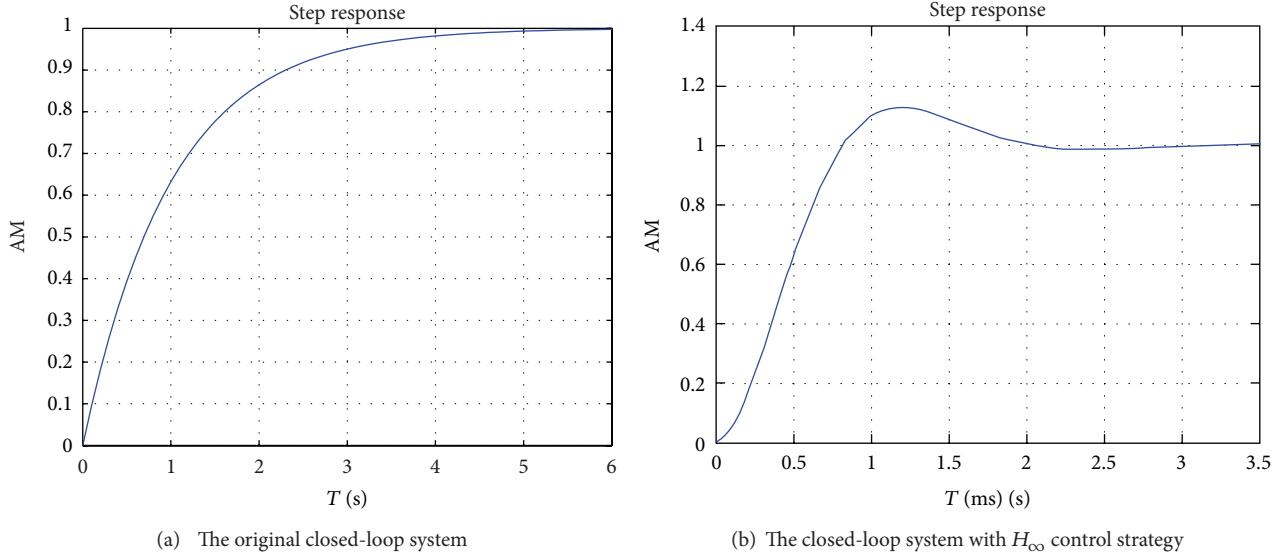 Step response
1
0.9
0.8
0.7
0.6
0.5
0.4
0.3
0.2
0.1
0
AM
0 1 2 3 4 5 6
T (s)
(a) The original closed-loop system
Step response
1.4
1.2
1
0.8
0.6
0.4
0.2
0
AM
0 0.5 1 1.5 2 2.5 3 3.5
T (ms) (s)
(b) The closed-loop system with H∞ control strategy